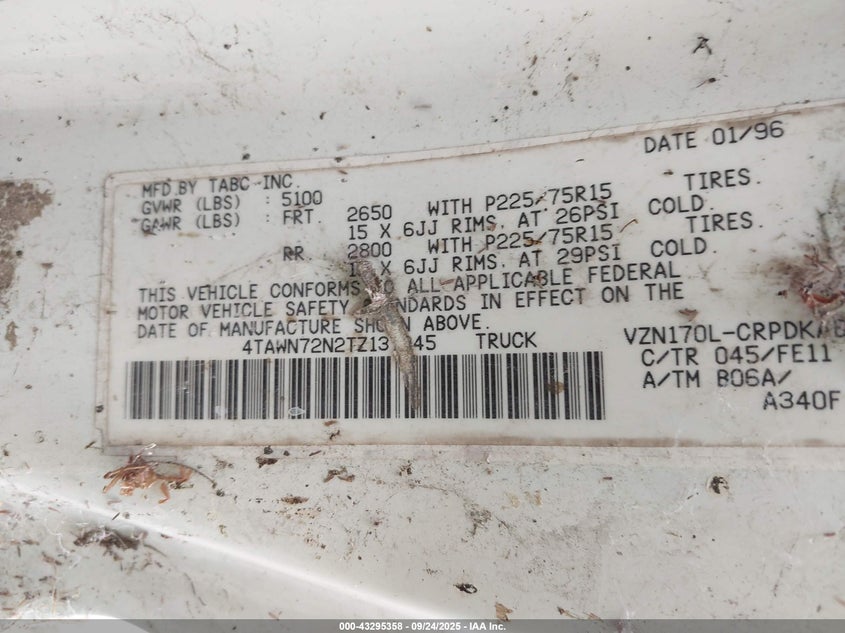 DATE 01/96
MFD BY TABC INC.
GVWR (LBS) : 5100
GAWR (LBS) : FRT. 2650 WITH P225/75R15 TIRES.
15 X 6JJ RIMS. AT 26PSI COLD.
RR. 2800 WITH P225/75R15 TIRES.
X 6JJ RIMS. AT 29PSI COLD.
THIS VEHICLE CONFORMS TO ALL APPLICABLE FEDERAL
MOTOR VEHICLE SAFETY STANDARDS IN EFFECT ON THE
DATE OF MANUFACTURE SHOWN ABOVE.
TRUCK
C/TR 045/FE11
A/TM B06A/
A340F
000-43295358 - 09/24/2025 - IAA Inc.